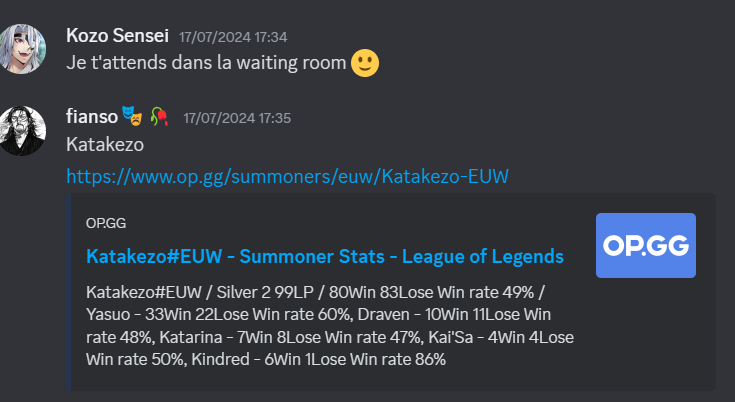 Kozo Sensei 17/07/2024 17:34
Je t'attends dans la waiting room 🙂
fianso 🎭 🥀 17/07/2024 17:35
Katakezo
https://www.op.gg/summoners/euw/Katakezo-EUW
OP.GG
OP.GG
Katakezo#EUW - Summoner Stats - League of Legends
Katakezo#EUW / Silver 2 99LP / 80Win 83Lose Win rate 49% /
Yasuo - 33Win 22Lose Win rate 60%, Draven - 10Win 11Lose Win
rate 48%, Katarina - 7Win 8Lose Win rate 47%, Kai'Sa - 4Win 4Lose
Win rate 50%, Kindred - 6Win 1Lose Win rate 86%